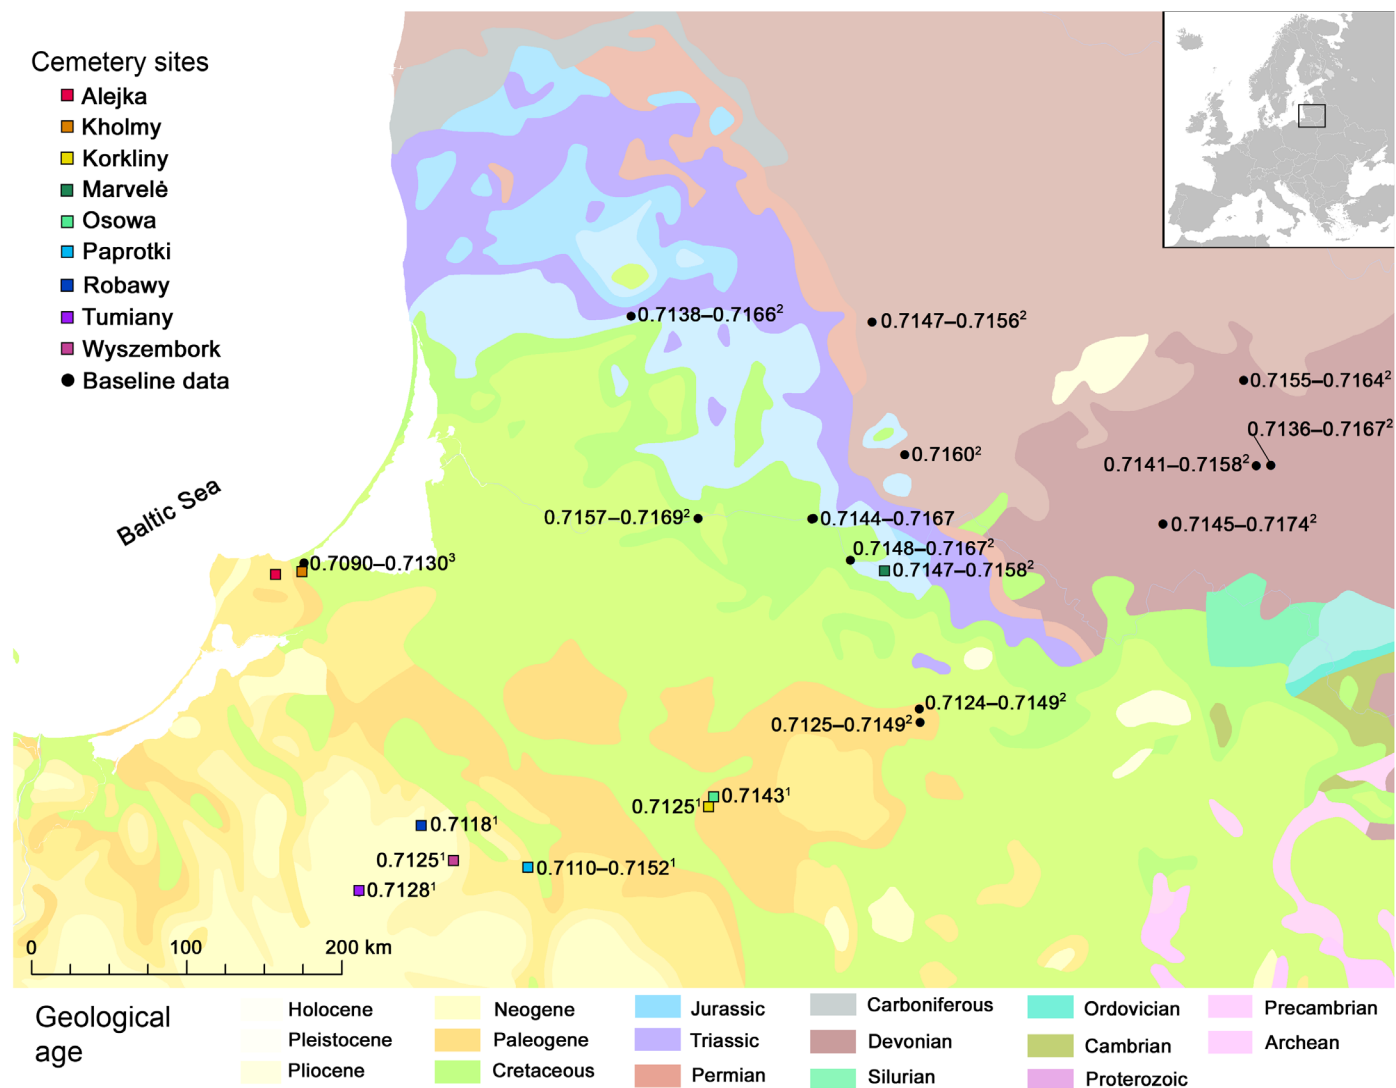 Cemetery sites
Alejka
Kholmy
Korkliny
Marvelė
Osowa
Paprotki
Robawy
Tumiany
Wyszembork
Baseline data
0.7138–0.7166²
0.7147–0.7156²
0.7155–0.7164²
0.7136–0.7167²
0.7160²
0.7141–0.7158²
Baltic Sea
0.7157–0.7169²
0.7144–0.7167
0.7145–0.7174²
0.7148–0.7167²
0.7090–0.7130³
0.7147–0.7158²
0.7124–0.7149²
0.7125–0.7149²
0.7143¹
0.7125¹
0.7118¹
0.7125¹
0.7110–0.7152¹
0.7128¹
0 100 200 km
Geological
age
Holocene
Pleistocene
Pliocene
Neogene
Paleogene
Cretaceous
Jurassic
Triassic
Permian
Carboniferous
Devonian
Silurian
Ordovician
Cambrian
Proterozoic
Precambrian
Archean